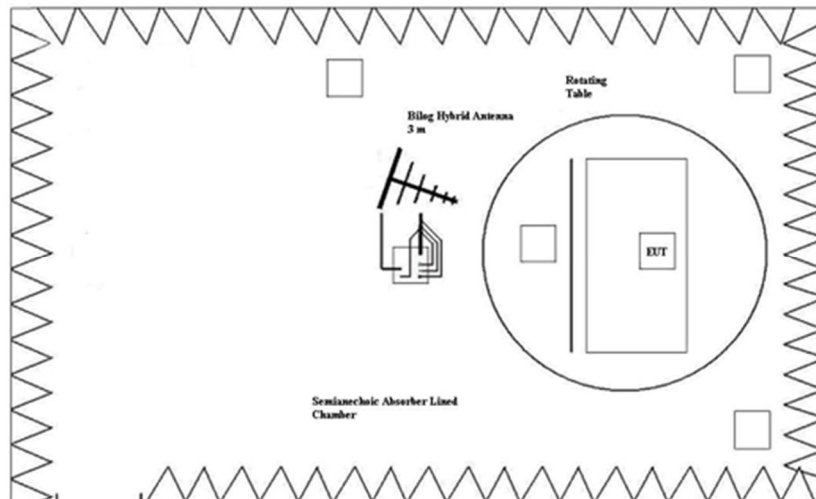 Rotating
Table
Bilog Hybrid Antenna
3 m
EUT
Semianechoic Absorber Lined
Chamber